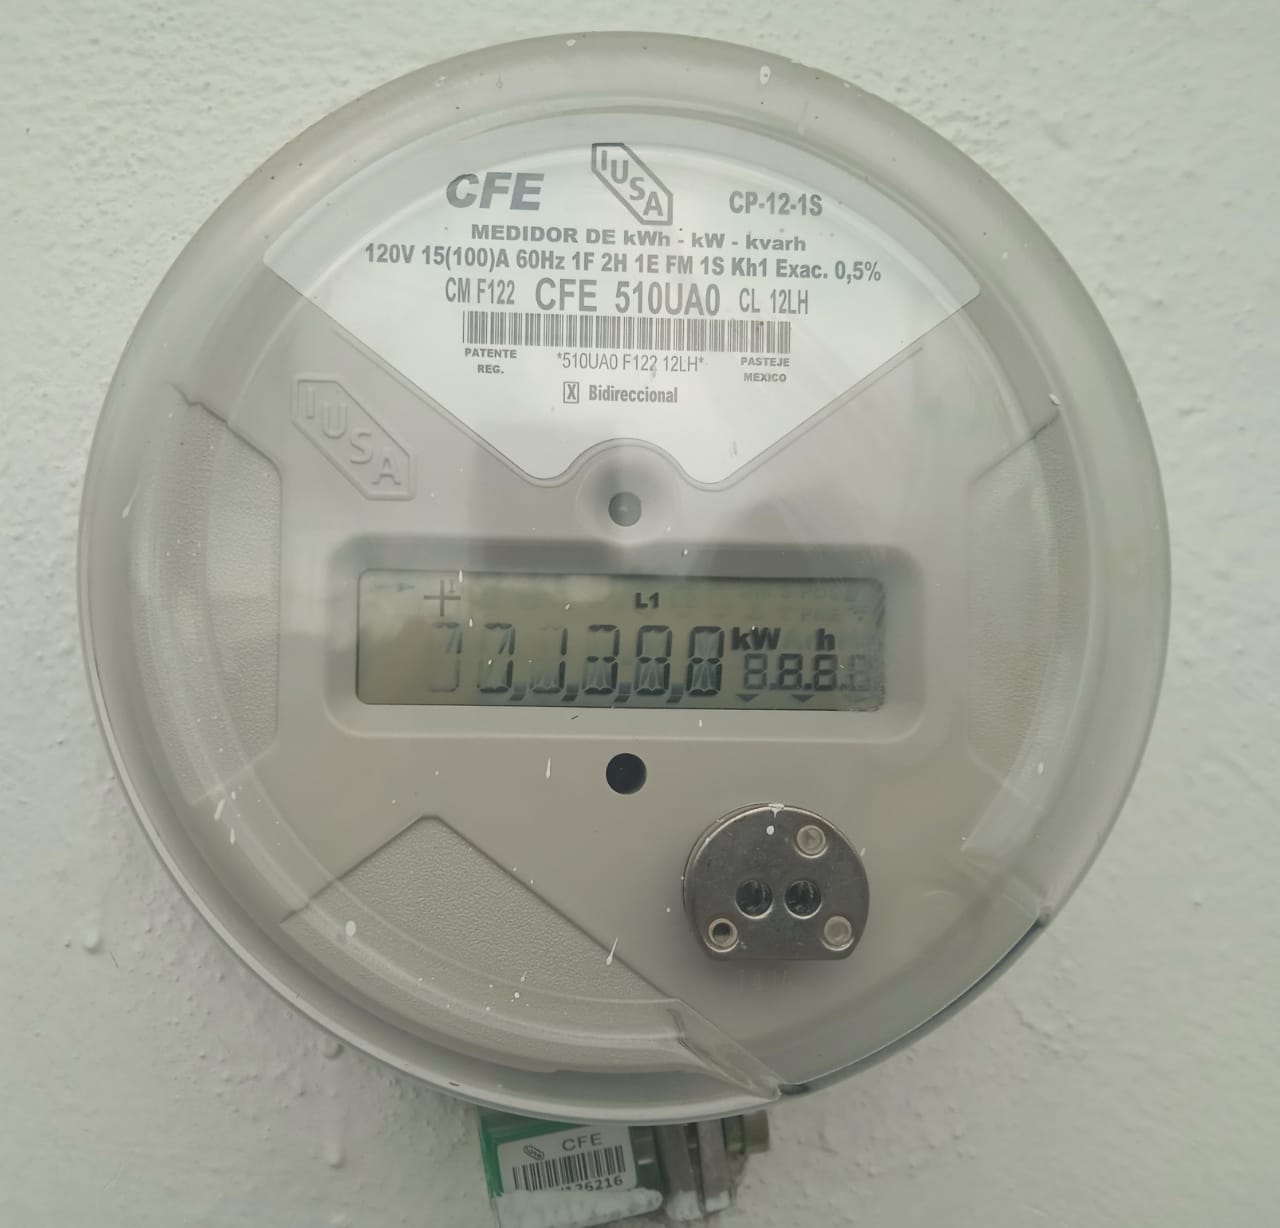 CFE IUSA CP-12-1S
MEDIDOR DE kWh - kW - kvarh
120V 15(100)A 60Hz 1F 2H 1E FM 1S Kh1 Exac. 0,5%
CM F122 CFE 510UA0 CL 12LH
PATENTE REG. *510UA0 F122 12LH* PASTEJE MEXICO
X Bidireccional
IUSA
L1
kW h
CFE